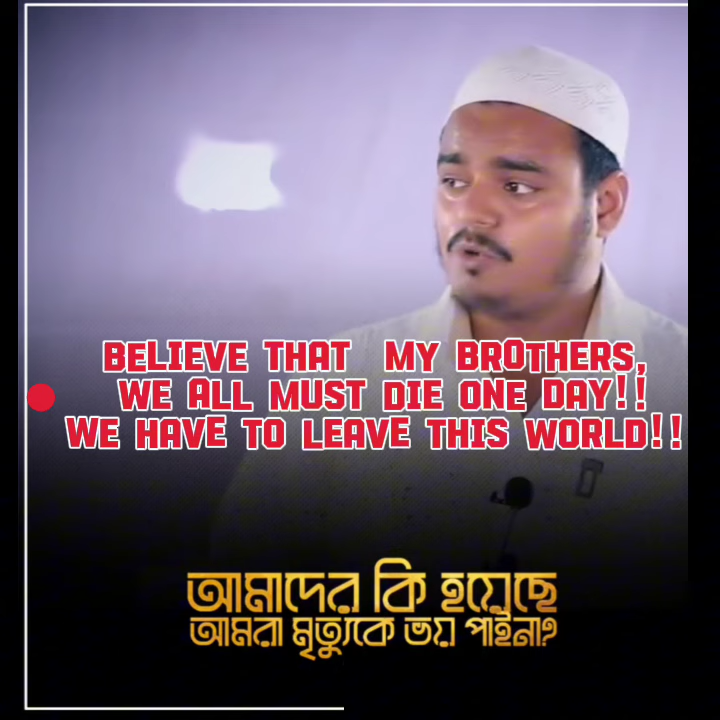 BELIEVE THAT MY BROTHERS,
WE ALL MUST DIE ONE DAY!!
WE HAVE TO LEAVE THIS WORLD!!
আমাদের কি হয়েছে
আমরা মৃত্যুকে ভয় পাইনা?